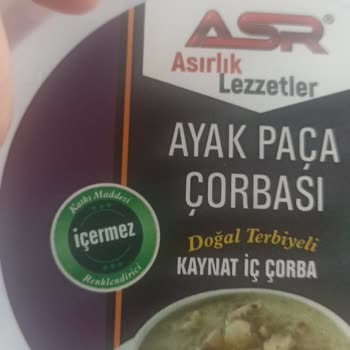 ASR®
Asırlık
Lezzetler
AYAK PAÇA
ÇORBASI
Katkı Maddesi
içermez
Renklendirici
Doğal Terbiyeli
KAYNAT İÇ ÇORBA